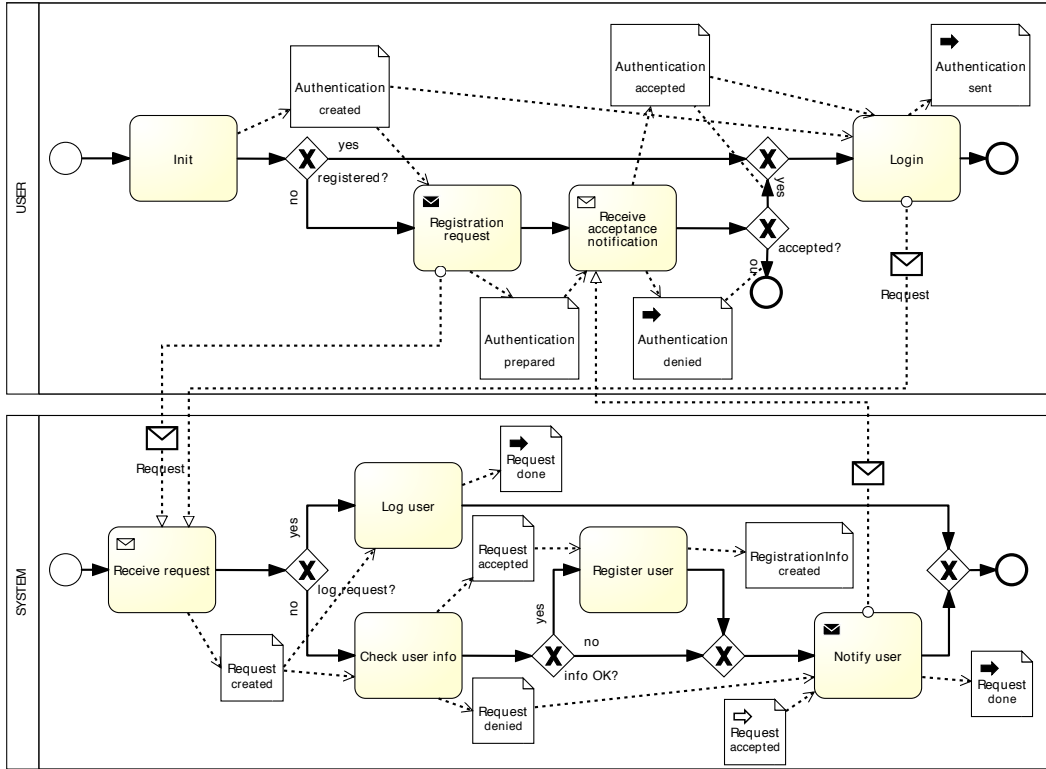 USER
Init
Authentication
created
registered?
yes
no
Registration
request
Authentication
prepared
Receive
acceptance
notification
Authentication
accepted
Authentication
denied
yes
accepted?
no
Login
Authentication
sent
Request
SYSTEM
Request
Receive request
Request
created
log request?
yes
no
Log user
Request
done
Check user info
Request
accepted
Request
denied
info OK?
yes
no
Register user
RegistrationInfo
created
Request
accepted
Notify user
Request
done